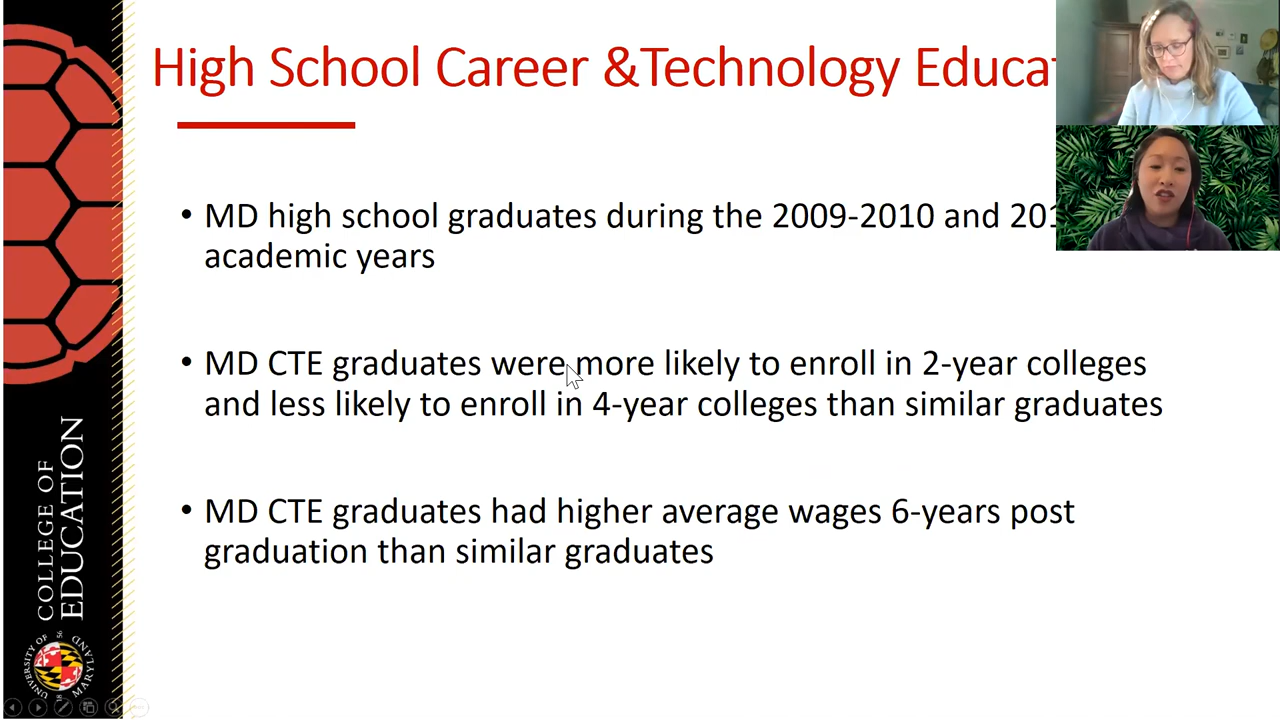 High School Career &Technology Educat
• MD high school graduates during the 2009-2010 and 201
academic years
• MD CTE graduates were more likely to enroll in 2-year colleges
and less likely to enroll in 4-year colleges than similar graduates
• MD CTE graduates had higher average wages 6-years post
graduation than similar graduates
COLLEGE OF
EDUCATION
UNIVERSITY OF
MARYLAND
18 56